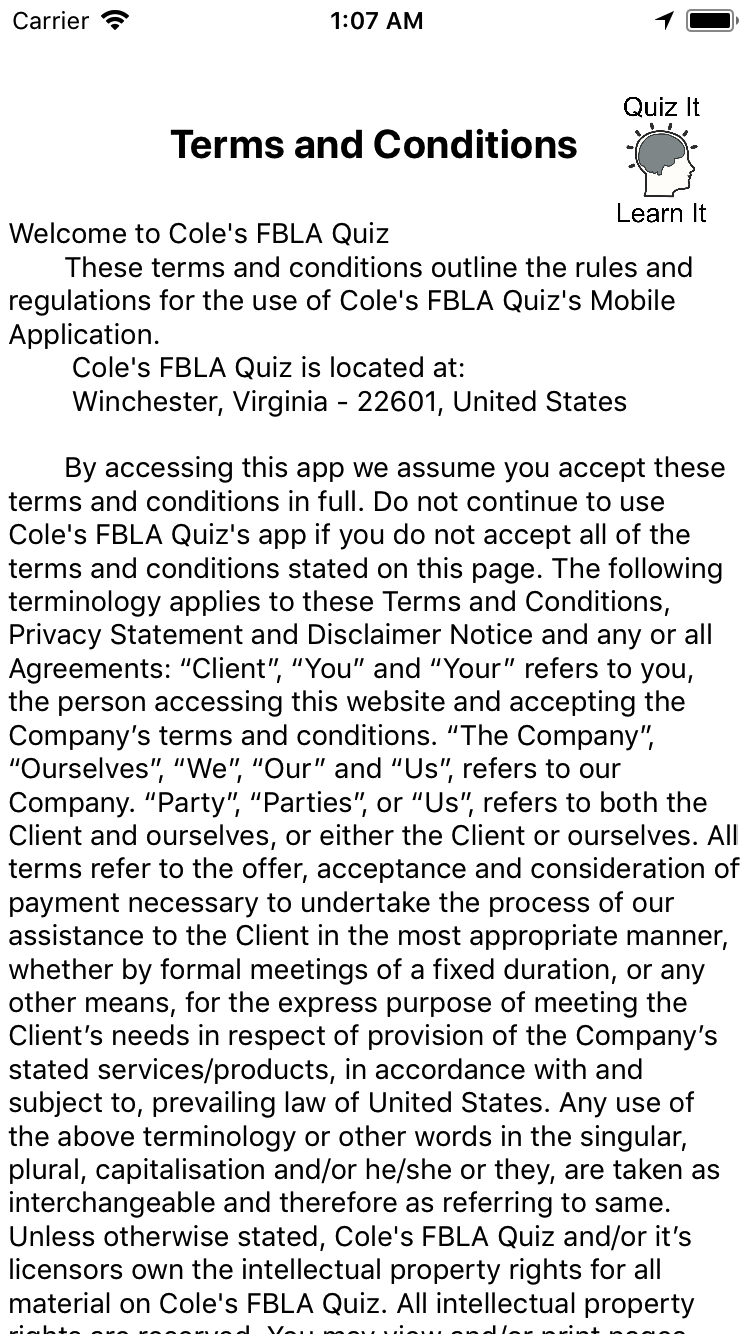 Carrier 1:07 AM
Quiz It
Terms and Conditions
Learn It
Welcome to Cole's FBLA Quiz
These terms and conditions outline the rules and
regulations for the use of Cole's FBLA Quiz's Mobile
Application.
Cole's FBLA Quiz is located at:
Winchester, Virginia - 22601, United States
By accessing this app we assume you accept these
terms and conditions in full. Do not continue to use
Cole's FBLA Quiz's app if you do not accept all of the
terms and conditions stated on this page. The following
terminology applies to these Terms and Conditions,
Privacy Statement and Disclaimer Notice and any or all
Agreements: “Client”, “You” and “Your” refers to you,
the person accessing this website and accepting the
Company’s terms and conditions. “The Company”,
“Ourselves”, “We”, “Our” and “Us”, refers to our
Company. “Party”, “Parties”, or “Us”, refers to both the
Client and ourselves, or either the Client or ourselves. All
terms refer to the offer, acceptance and consideration of
payment necessary to undertake the process of our
assistance to the Client in the most appropriate manner,
whether by formal meetings of a fixed duration, or any
other means, for the express purpose of meeting the
Client’s needs in respect of provision of the Company’s
stated services/products, in accordance with and
subject to, prevailing law of United States. Any use of
the above terminology or other words in the singular,
plural, capitalisation and/or he/she or they, are taken as
interchangeable and therefore as referring to same.
Unless otherwise stated, Cole's FBLA Quiz and/or it’s
licensors own the intellectual property rights for all
material on Cole's FBLA Quiz. All intellectual property
rights are reserved. You may view and/or print pages